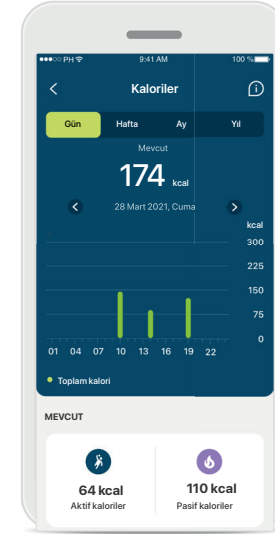 PH 9:41 AM 100 %
Kaloriler
Gün Hafta Ay Yıl
Mevcut
174 kcal
28 Mart 2021, Cuma
kcal
300
225
150
75
0
01 04 07 10 13 16 19 22
Toplam kalori
MEVCUT
64 kcal 110 kcal
Aktif kaloriler Pasif kaloriler